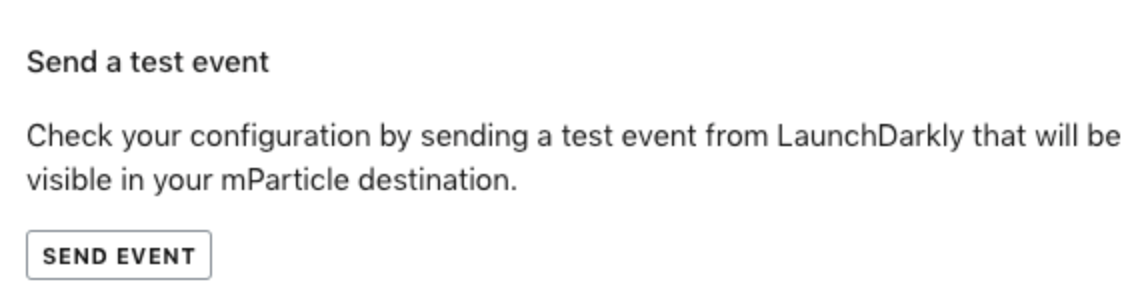 Send a test event
Check your configuration by sending a test event from LaunchDarkly that will be
visible in your mParticle destination.
SEND EVENT